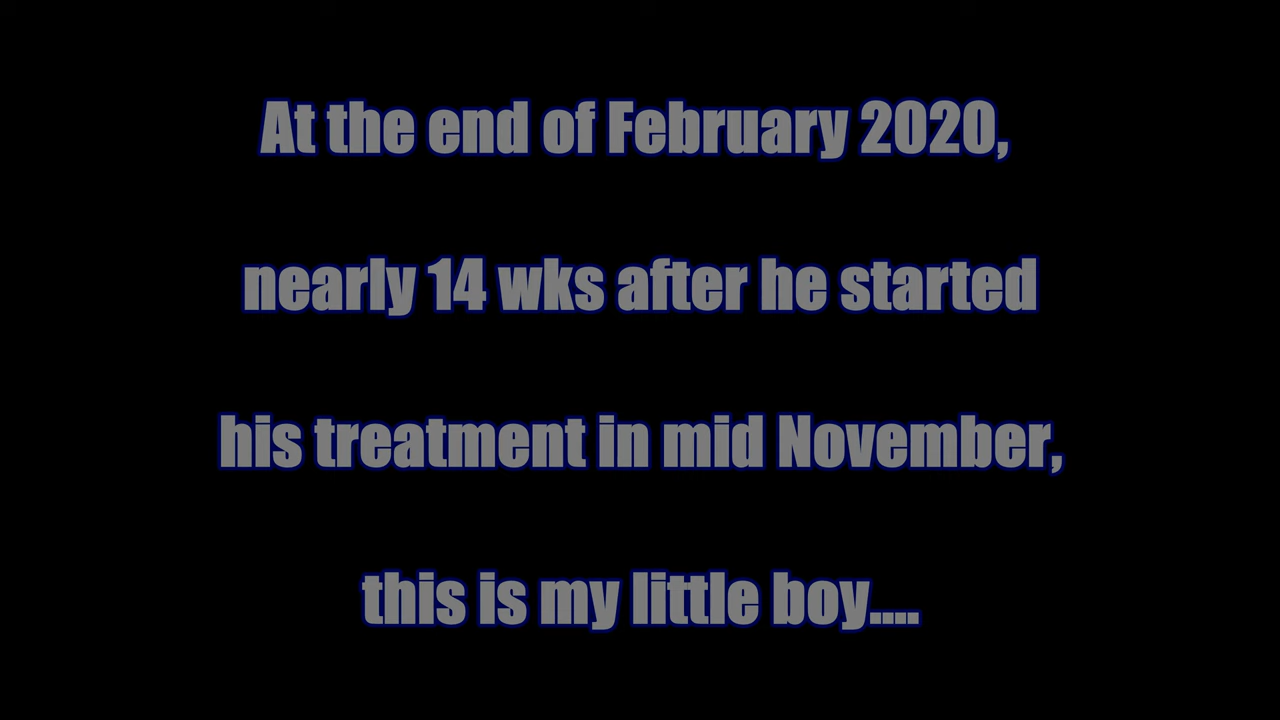 At the end of February 2020,
nearly 14 wks after he started
his treatment in mid November,
this is my little boy....